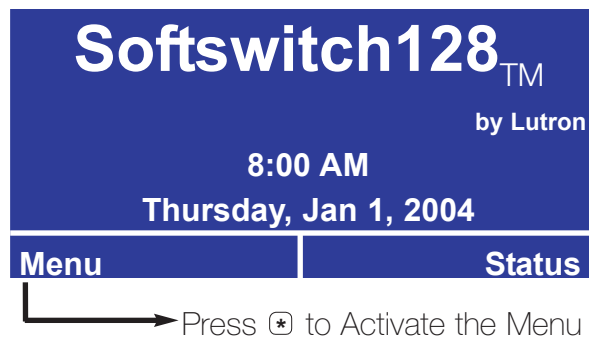 Softswitch128™
by Lutron
8:00 AM
Thursday, Jan 1, 2004
Menu Status
Press * to Activate the Menu